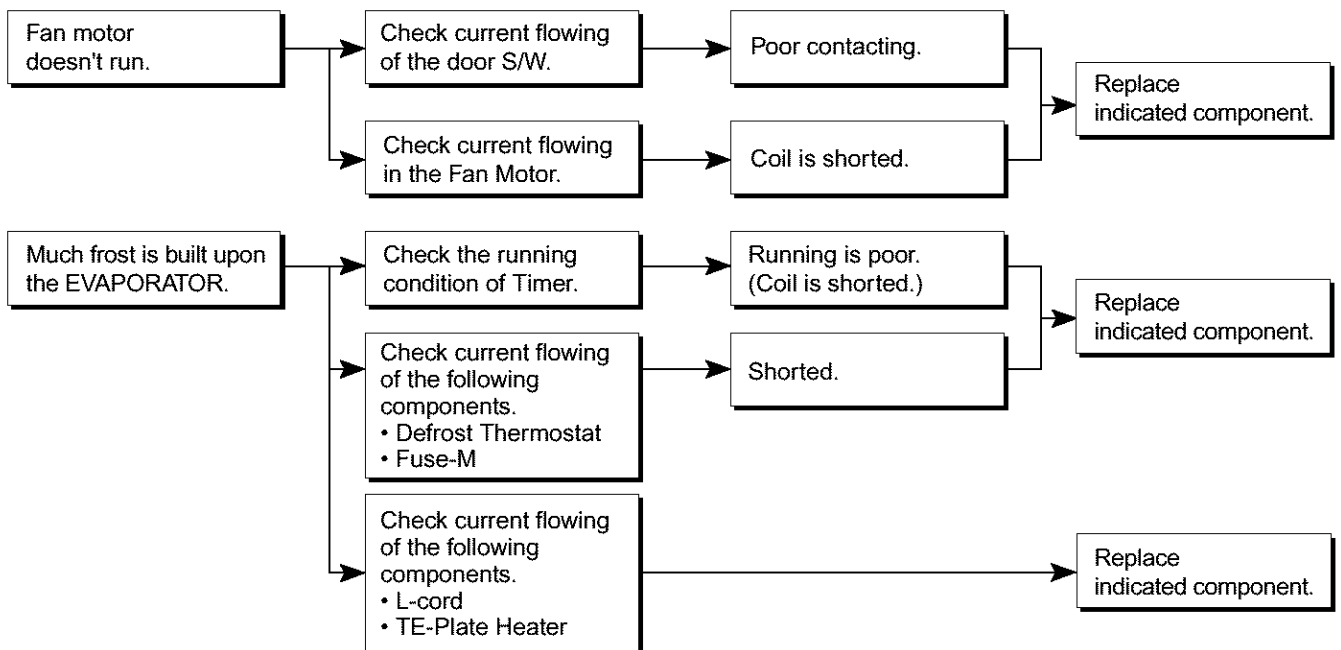 Fan motor
doesn't run.
Check current flowing
of the door S/W.
Poor contacting.
Check current flowing
in the Fan Motor.
Coil is shorted.
Replace
indicated component.
Much frost is built upon
the EVAPORATOR.
Check the running
condition of Timer.
Running is poor.
(Coil is shorted.)
Check current flowing
of the following
components.
• Defrost Thermostat
• Fuse-M
Shorted.
Replace
indicated component.
Check current flowing
of the following
components.
• L-cord
• TE-Plate Heater
Replace
indicated component.